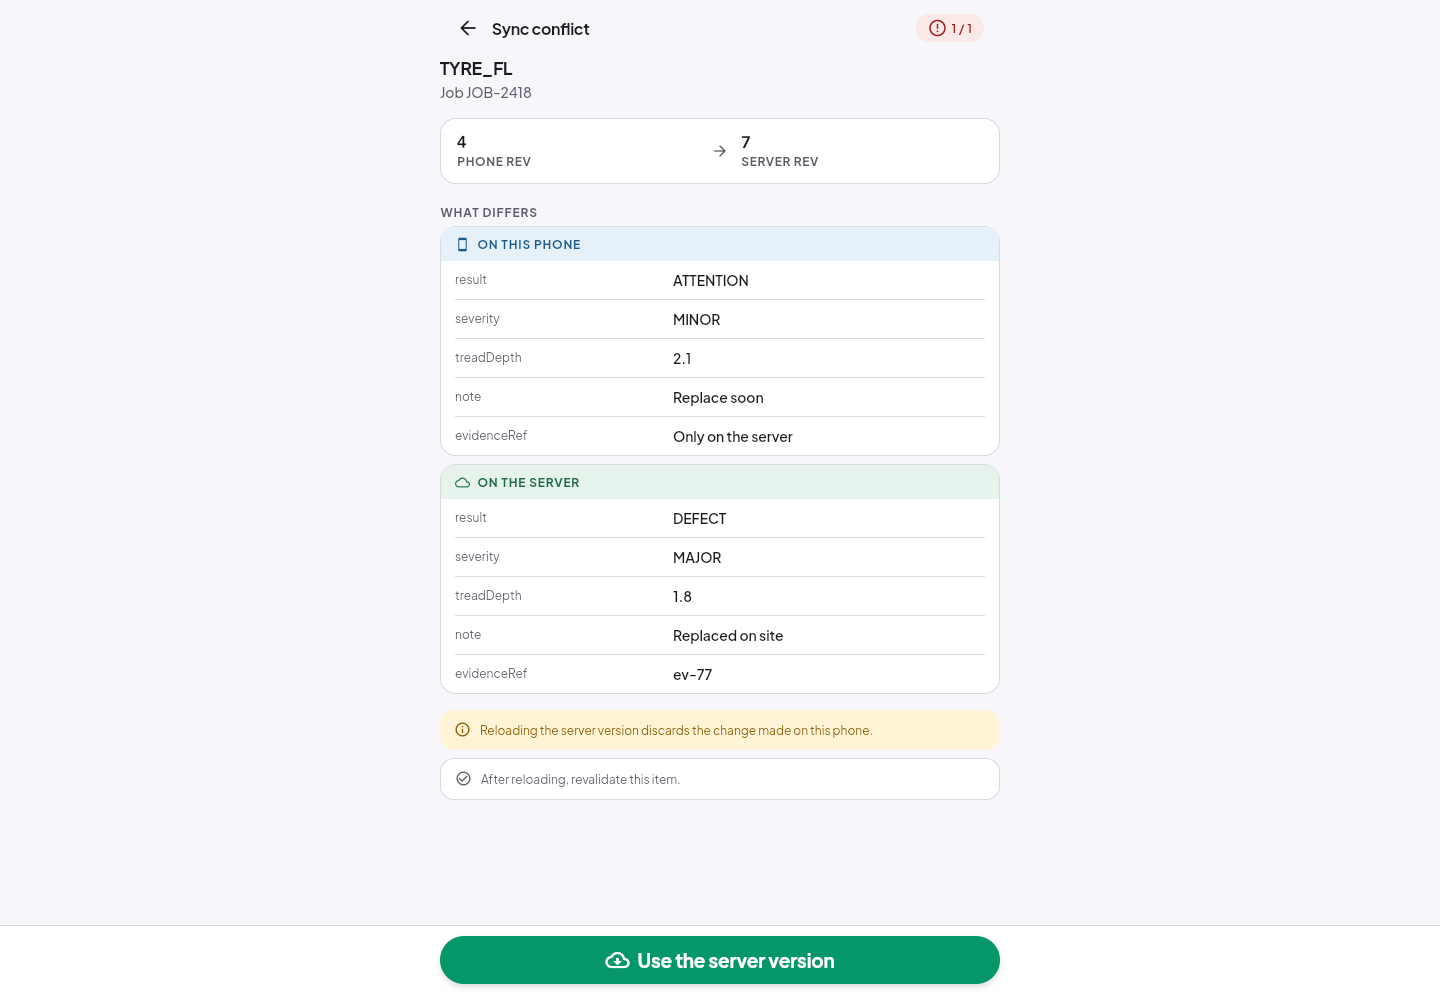 Sync conflict
1 / 1
TYRE_FL
Job JOB-2418
4
PHONE REV
7
SERVER REV
WHAT DIFFERS
ON THIS PHONE
result ATTENTION
severity MINOR
treadDepth 2.1
note Replace soon
evidenceRef Only on the server
ON THE SERVER
result DEFECT
severity MAJOR
treadDepth 1.8
note Replaced on site
evidenceRef ev-77
Reloading the server version discards the change made on this phone.
After reloading, revalidate this item.
Use the server version